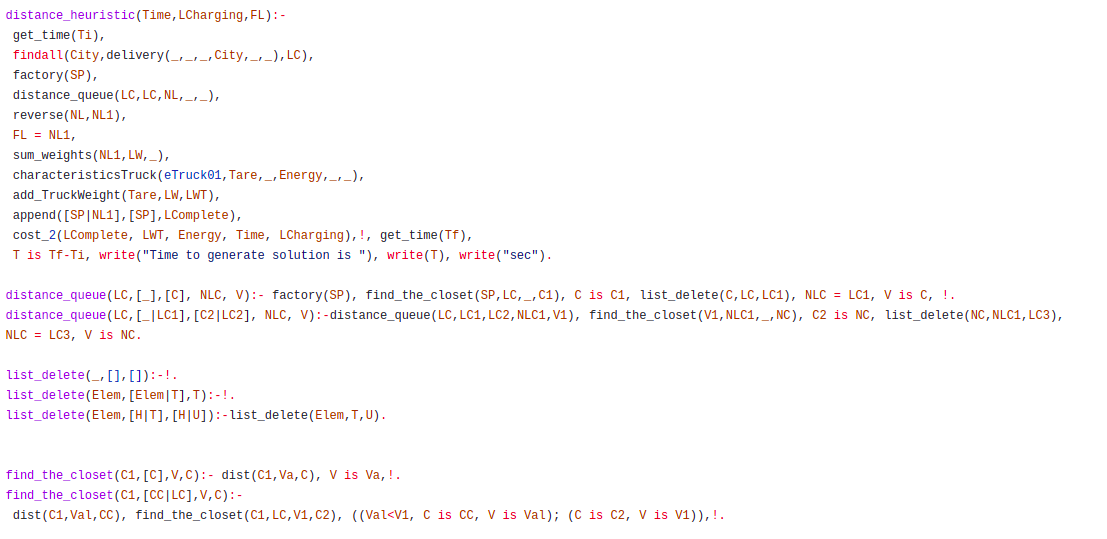 distance_heuristic(Time,LCharging,FL):-
get_time(Ti),
findall(City,delivery(_,_,_,City,_,_),LC),
factory(SP),
distance_queue(LC,LC,NL,_,_),
reverse(NL,NL1),
FL = NL1,
sum_weights(NL1,LW,_),
characteristicsTruck(eTruck01,Tare,_,Energy,_,_),
add_TruckWeight(Tare,LW,LWT),
append([SP|NL1],[SP],LComplete),
cost_2(LComplete, LWT, Energy, Time, LCharging),!, get_time(Tf),
T is Tf-Ti, write("Time to generate solution is "), write(T), write("sec").
distance_queue(LC,[_],[C], NLC, V):- factory(SP), find_the_closet(SP,LC,_,C1), C is C1, list_delete(C,LC,LC1), NLC = LC1, V is C, !.
distance_queue(LC,[_|LC1],[C2|LC2], NLC, V):-distance_queue(LC,LC1,LC2,NLC1,V1), find_the_closet(V1,NLC1,_,NC), C2 is NC, list_delete(NC,NLC1,LC3),
NLC = LC3, V is NC.
list_delete(_,[],[]):-!.
list_delete(Elem,[Elem|T],T):-!.
list_delete(Elem,[H|T],[H|U]):-list_delete(Elem,T,U).
find_the_closet(C1,[C],V,C):- dist(C1,Va,C), V is Va,!.
find_the_closet(C1,[CC|LC],V,C):-
dist(C1,Val,CC), find_the_closet(C1,LC,V1,C2), ((Val<V1, C is CC, V is Val); (C is C2, V is V1)),!.